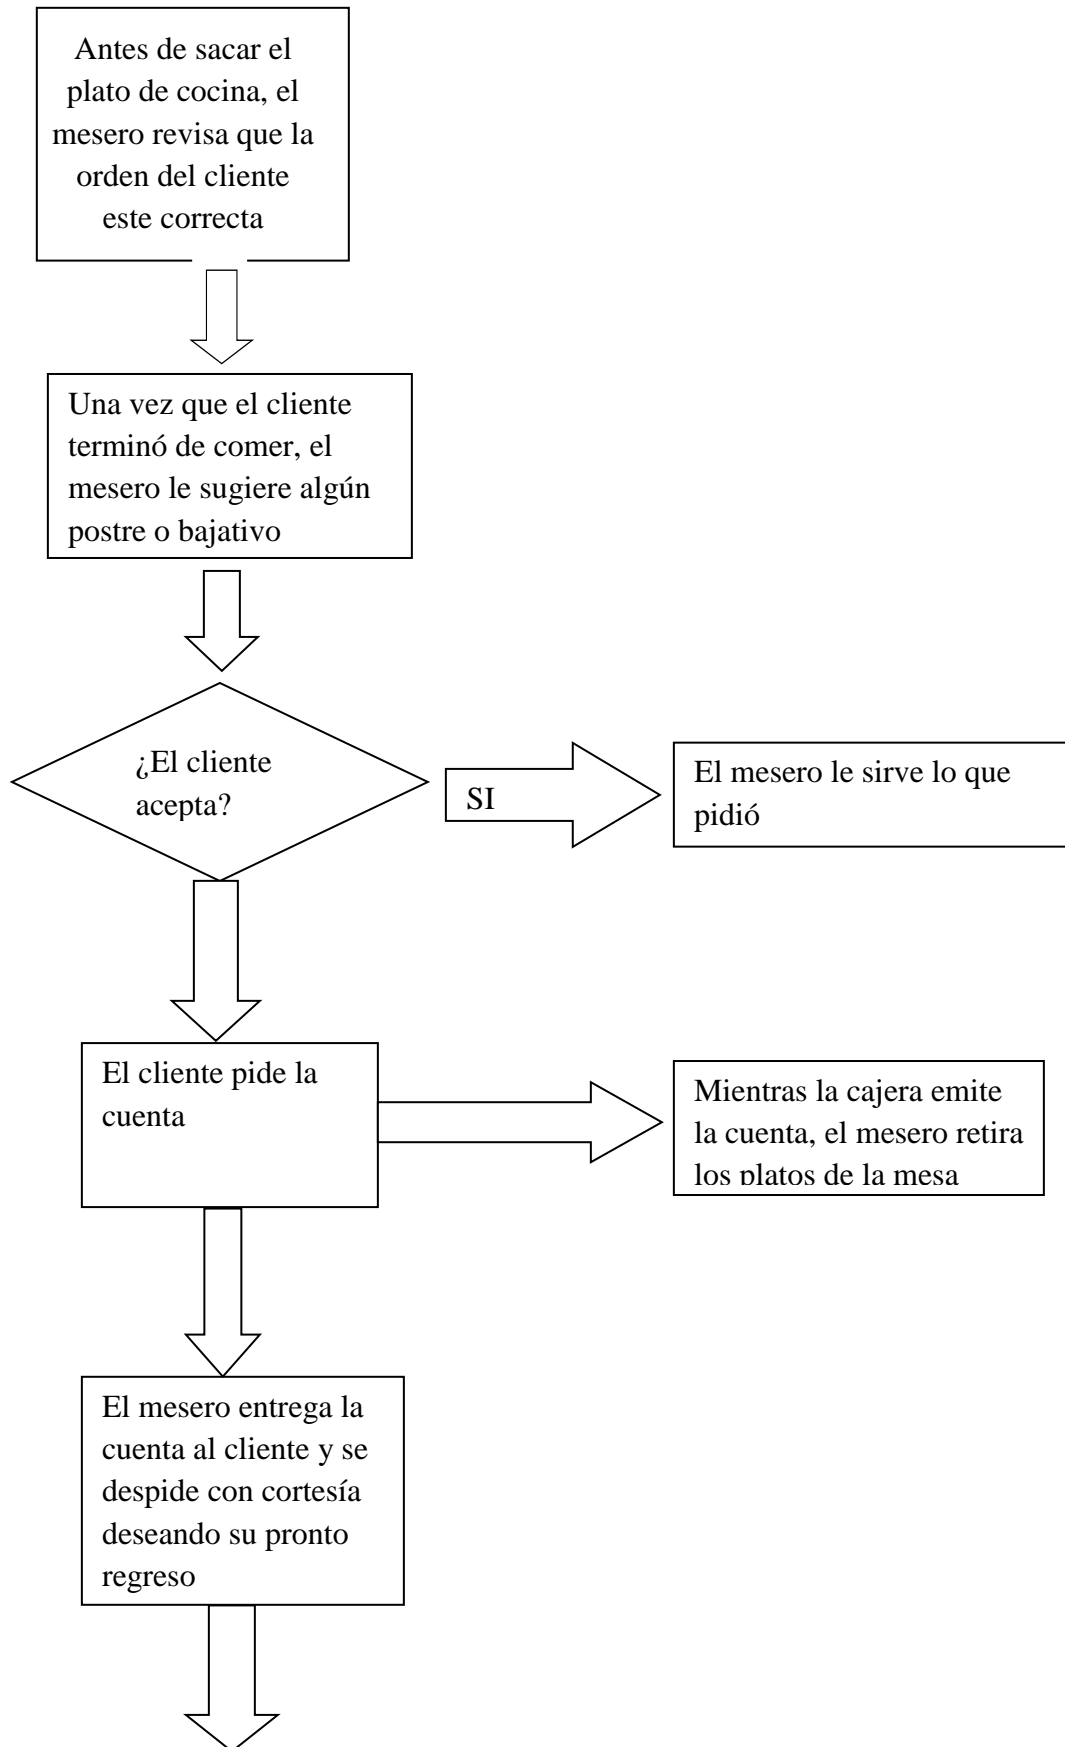 Antes de sacar el
plato de cocina, el
mesero revisa que la
orden del cliente
este correcta
Una vez que el cliente
terminó de comer, el
mesero le sugiere algún
postre o bajativo
¿El cliente
acepta?
SI
El mesero le sirve lo que
pidió
El cliente pide la
cuenta
Mientras la cajera emite
la cuenta, el mesero retira
los platos de la mesa
El mesero entrega la
cuenta al cliente y se
despide con cortesía
deseando su pronto
regreso